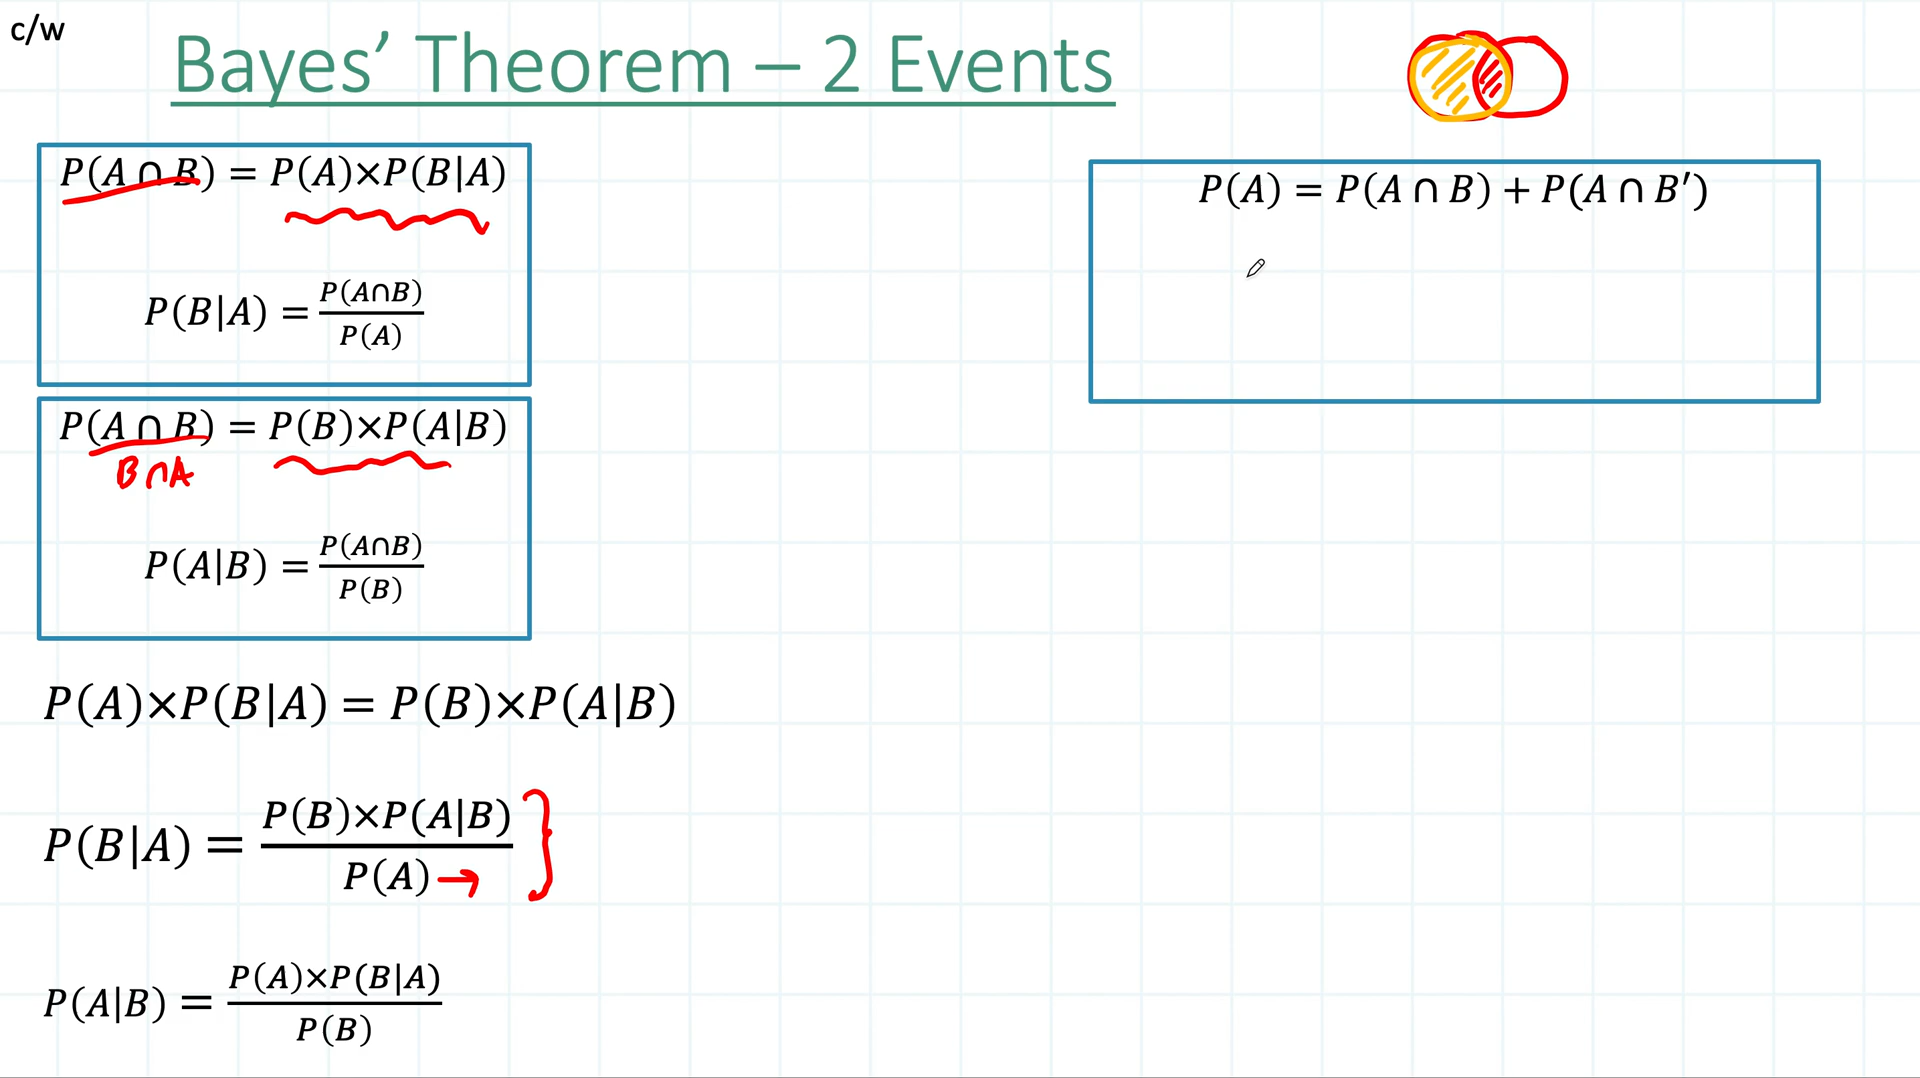 c/w
Bayes’ Theorem – 2 Events
P(A ∩ B) = P(A)×P(B|A)
P(B|A) = P(A∩B)/P(A)
P(A ∩ B) = P(B)×P(A|B)
B∩A
P(A|B) = P(A∩B)/P(B)
P(A)×P(B|A) = P(B)×P(A|B)
P(B|A) = P(B)×P(A|B)/P(A) →
P(A|B) = P(A)×P(B|A)/P(B)
P(A) = P(A ∩ B) + P(A ∩ B′)